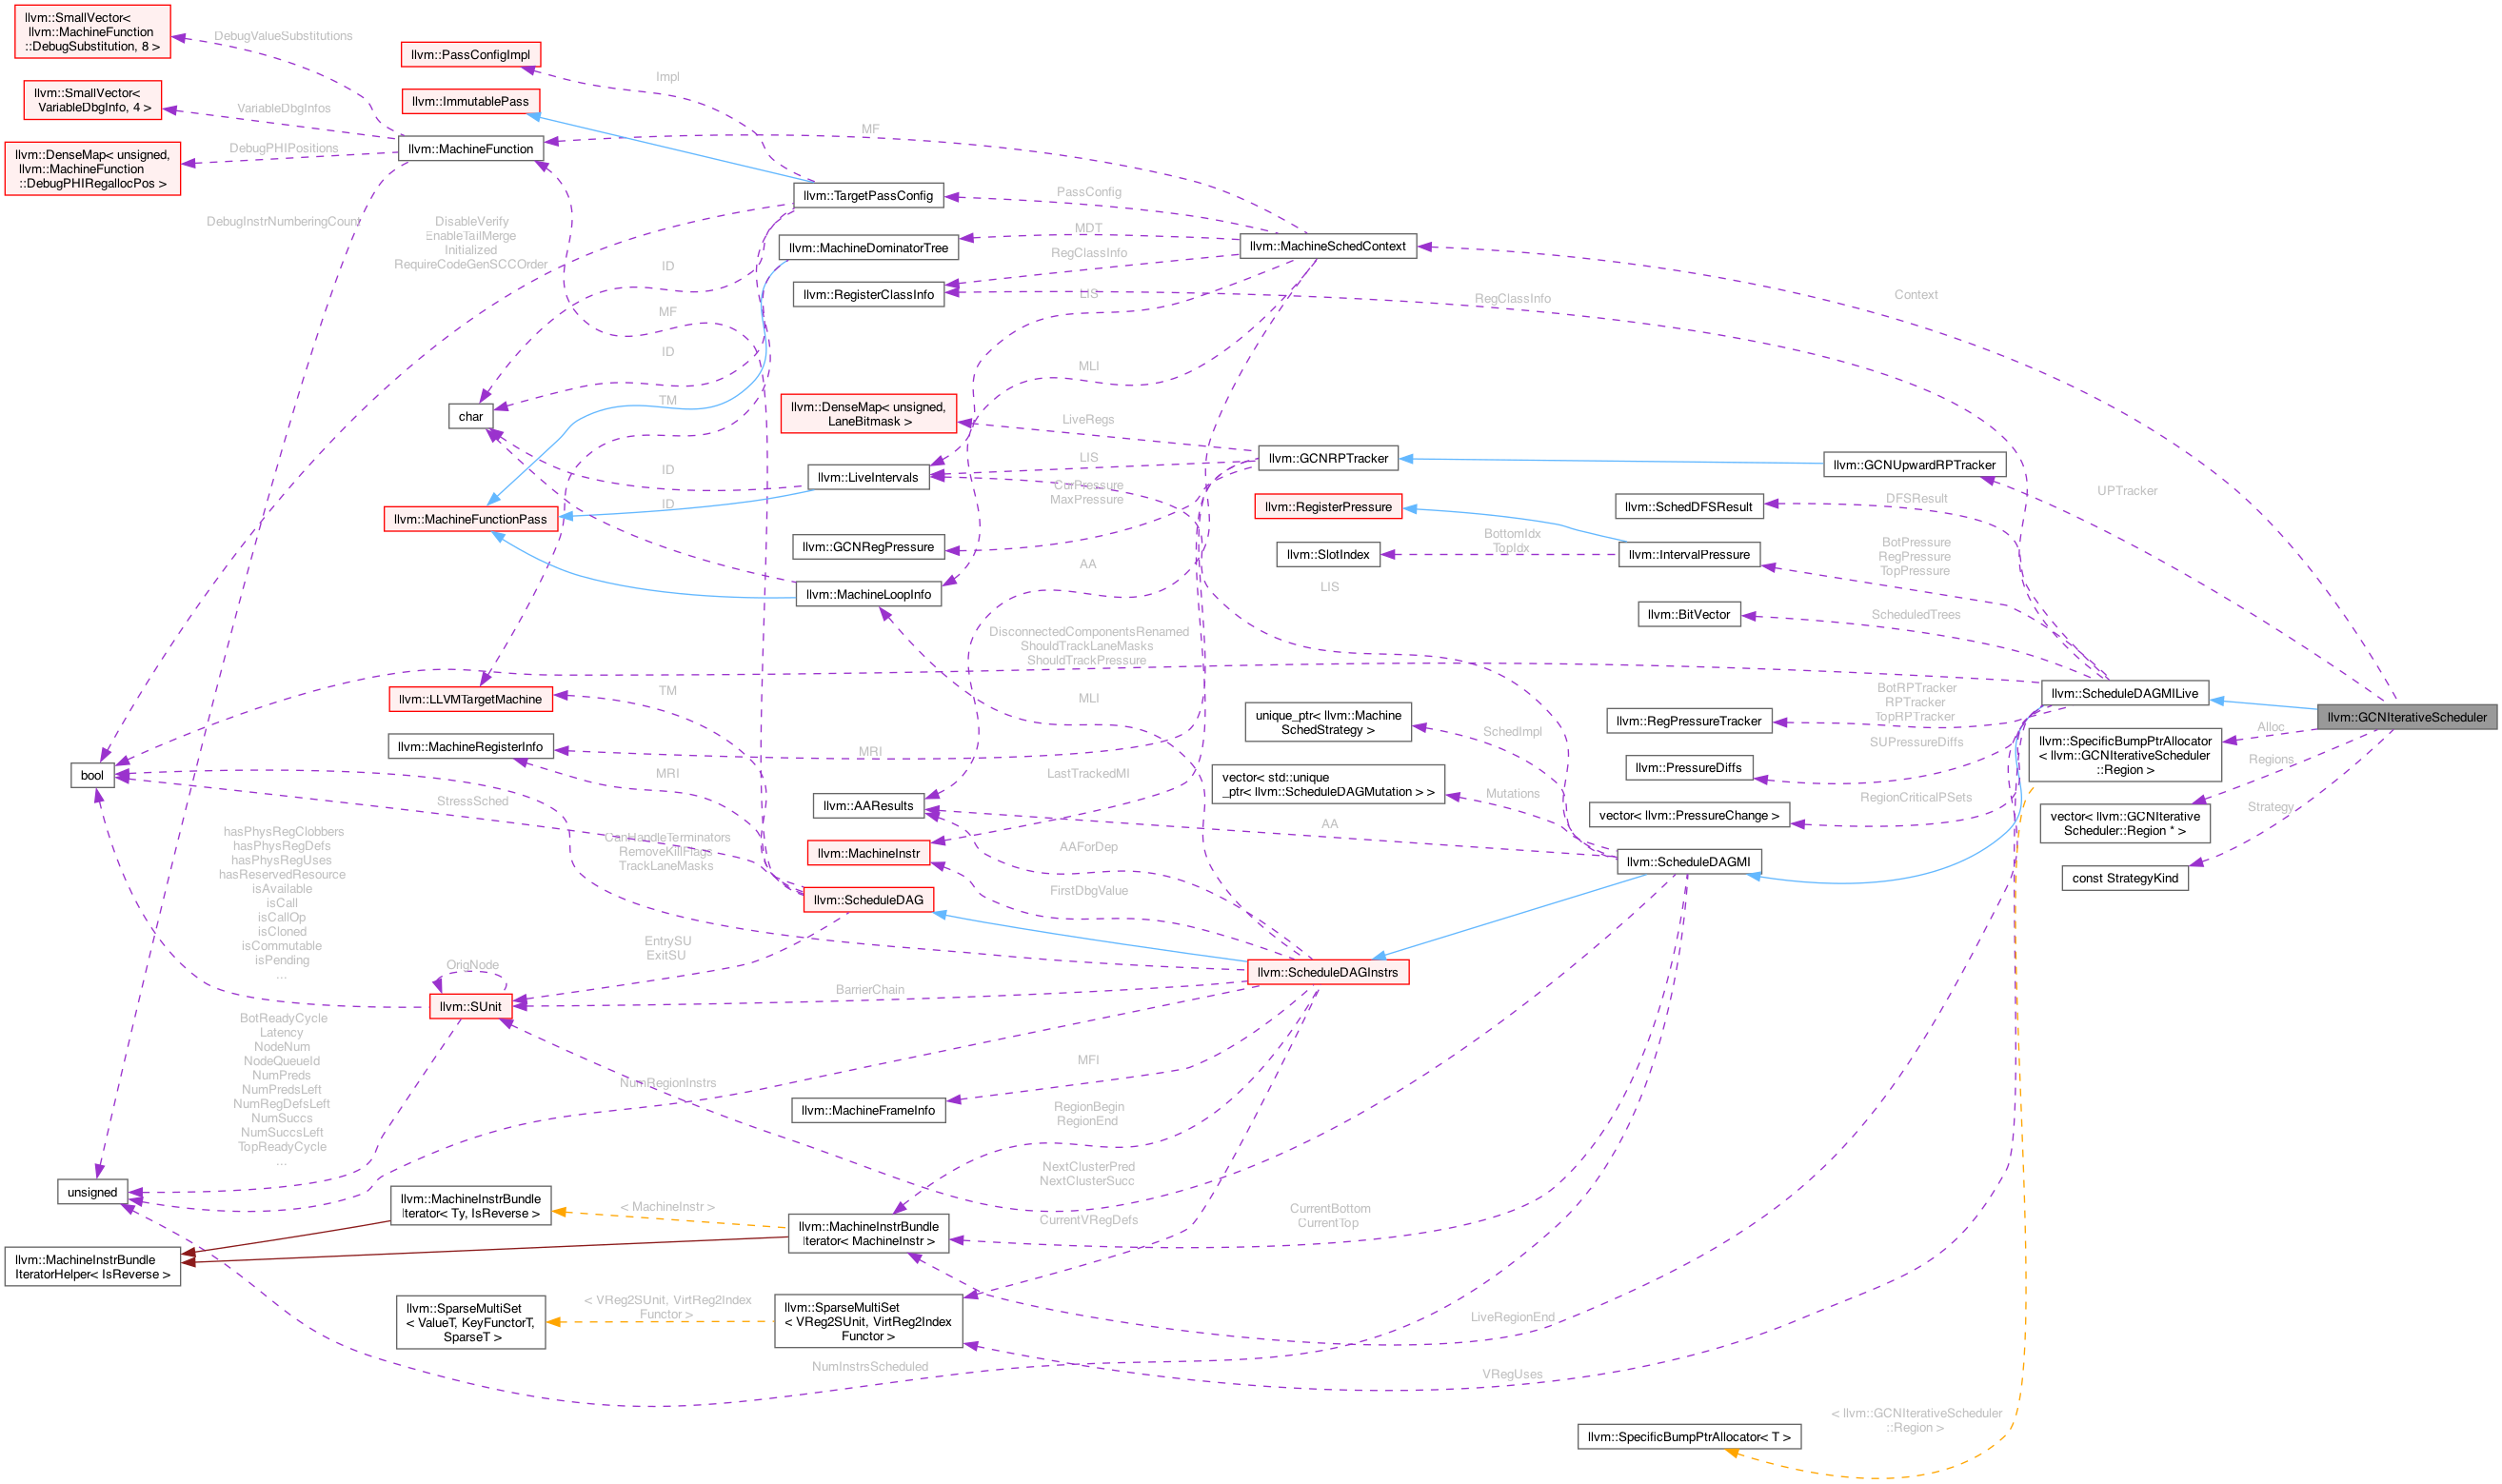 llvm::SmallVector<
llvm::MachineFunction
::DebugSubstitution, 8 >
DebugValueSubstitutions
llvm::PassConfigImpl
Impl
llvm::SmallVector<
VariableDbgInfo, 4 >
VariableDbgInfos
llvm::ImmutablePass
llvm::DenseMap< unsigned,
llvm::MachineFunction
::DebugPHIRegallocPos >
DebugPHIPositions
llvm::MachineFunction
MF
llvm::TargetPassConfig
PassConfig
DebugInstrNumberingCount
DisableVerify
EnableTailMerge
Initialized
RequireCodeGenSCCOrder
ID
llvm::MachineDominatorTree
MDT
llvm::MachineSchedContext
RegClassInfo
llvm::RegisterClassInfo
LIS
RegClassInfo
Context
MF
ID
MLI
TM
char
llvm::DenseMap< unsigned,
LaneBitmask >
LiveRegs
llvm::GCNRPTracker
LIS
llvm::GCNUpwardRPTracker
UPTracker
ID
llvm::LiveIntervals
CurPressure
MaxPressure
llvm::RegisterPressure
llvm::SchedDFSResult
DFSResult
ID
llvm::MachineFunctionPass
llvm::GCNRegPressure
llvm::SlotIndex
BottomIdx
TopIdx
llvm::IntervalPressure
BotPressure
RegPressure
TopPressure
AA
LIS
llvm::MachineLoopInfo
llvm::BitVector
ScheduledTrees
DisconnectedComponentsRenamed
ShouldTrackLaneMasks
ShouldTrackPressure
llvm::LLVMTargetMachine
TM
MLI
unique_ptr< llvm::Machine
SchedStrategy >
SchedImpl
llvm::RegPressureTracker
BotRPTracker
RPTracker
TopRPTracker
llvm::ScheduleDAGMILive
llvm::GCNIterativeScheduler
Alloc
llvm::MachineRegisterInfo
MRI
SUPressureDiffs
llvm::SpecificBumpPtrAllocator
< llvm::GCNIterativeScheduler
::Region >
Regions
bool
MRI
LastTrackedMI
vector< std::unique
_ptr< llvm::ScheduleDAGMutation > >
Mutations
llvm::PressureDiffs
RegionCriticalPSets
StressSched
llvm::AAResults
AA
vector< llvm::PressureChange >
vector< llvm::GCNIterative
Scheduler::Region * >
Strategy
hasPhysRegClobbers
hasPhysRegDefs
hasPhysRegUses
hasReservedResource
isAvailable
isCall
isCallOp
isCloned
isCommutable
isPending
...
CanHandleTerminators
RemoveKillFlags
TrackLaneMasks
llvm::MachineInstr
AAForDep
llvm::ScheduleDAGMI
const StrategyKind
llvm::ScheduleDAG
FirstDbgValue
EntrySU
ExitSU
OrigNode
llvm::ScheduleDAGInstrs
llvm::SUnit
BarrierChain
BotReadyCycle
Latency
NodeNum
NodeQueueId
NumPreds
NumPredsLeft
NumRegDefsLeft
NumSuccs
NumSuccsLeft
TopReadyCycle
...
NumRegionInstrs
MFI
llvm::MachineFrameInfo
RegionBegin
RegionEnd
NextClusterPred
NextClusterSucc
unsigned
llvm::MachineInstrBundle
Iterator< Ty, IsReverse >
< MachineInstr >
llvm::MachineInstrBundle
Iterator< MachineInstr >
CurrentVRegDefs
CurrentBottom
CurrentTop
llvm::MachineInstrBundle
IteratorHelper< IsReverse >
llvm::SparseMultiSet
< ValueT, KeyFunctorT,
SparseT >
< VReg2SUnit, VirtReg2Index
Functor >
llvm::SparseMultiSet
< VReg2SUnit, VirtReg2Index
Functor >
LiveRegionEnd
NumInstrsScheduled
VRegUses
llvm::SpecificBumpPtrAllocator< T >
< llvm::GCNIterativeScheduler
::Region >